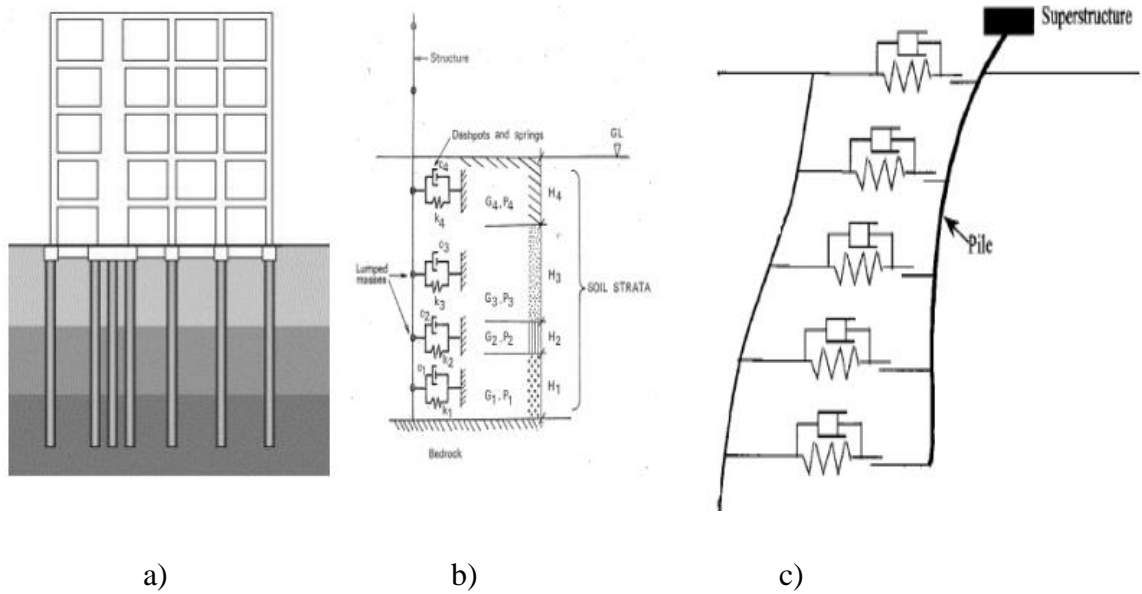 Structure
Dashpots and springs
GL
c4
k4
G4.P4
H4
c3
k3
Lumped
masses
G3.P3
H3
SOIL STRATA
c2
k2
G2.P2
H2
c1
k1
G1.P1
H1
Bedrock
Superstructure
Pile
a)
b)
c)